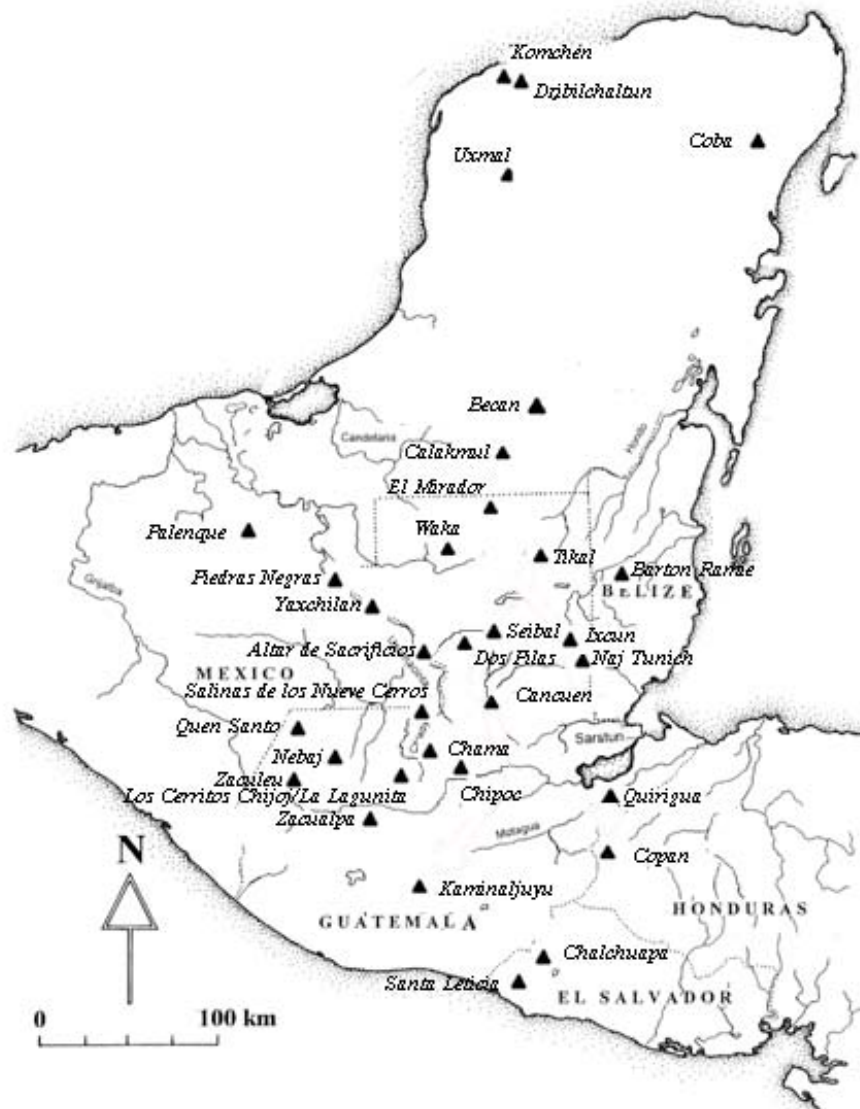 Komchén
Dzibilchaltun
Coba
Uxmal
Becan
Hondo
Candelaria
Calakmul
El Mirador
Palenque
Waka
Tikal
Piedras Negras
Barton Ramie
Grijalba
BELIZE
Yaxchilan
Seibal
Ixcun
Altar de Sacrificios
Dos Pilas
Naj Tunich
MEXICO
Salinas de los Nueve Cerros
Cancuen
Quen Santo
Sarstun
Nebaj
Chama
Zaculeu
Chipoc
Los Cerritos Chijoj/La Lagunita
Quirigua
Zacualpa
Motagua
N
Copan
Kaminaljuyu
HONDURAS
GUATEMALA
Chalchuapa
Santa Leticia
EL SALVADOR
0 100 km